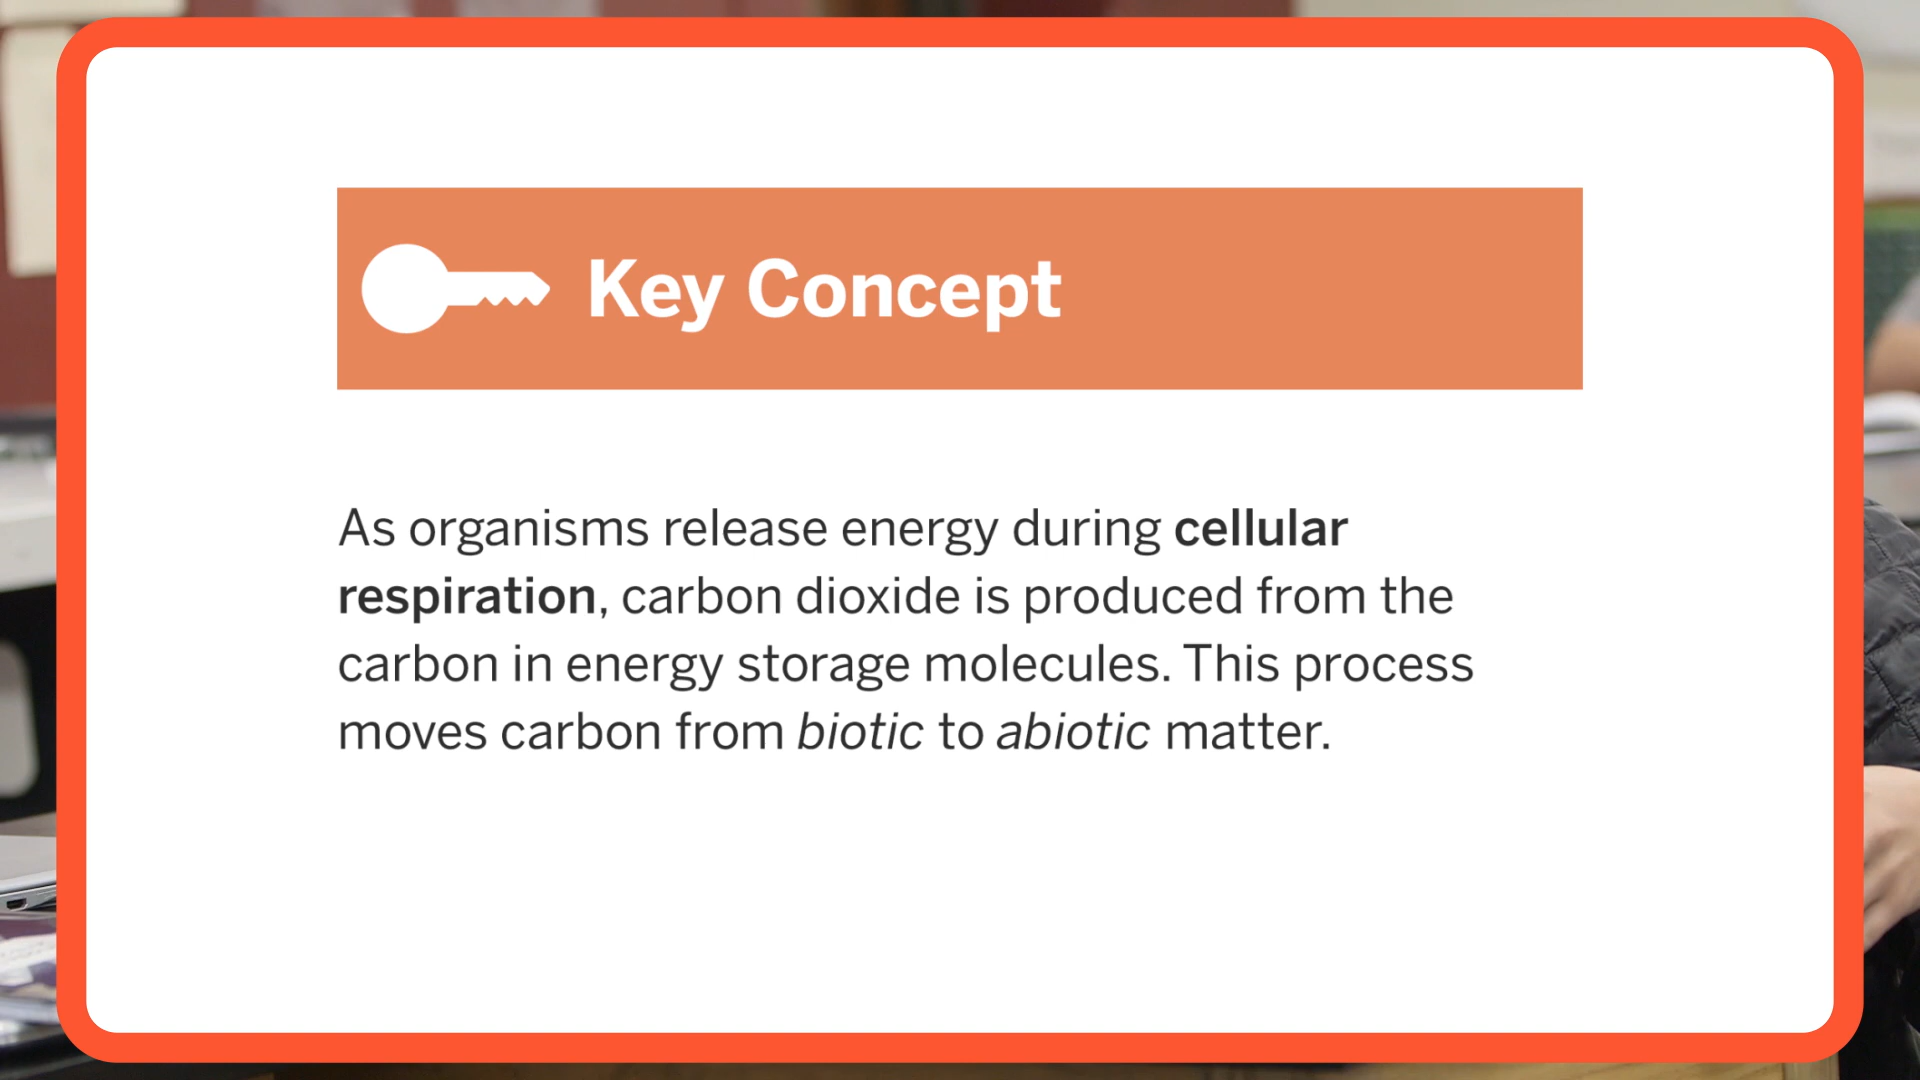 Key Concept
As organisms release energy during cellular
respiration, carbon dioxide is produced from the
carbon in energy storage molecules. This process
moves carbon from biotic to abiotic matter.